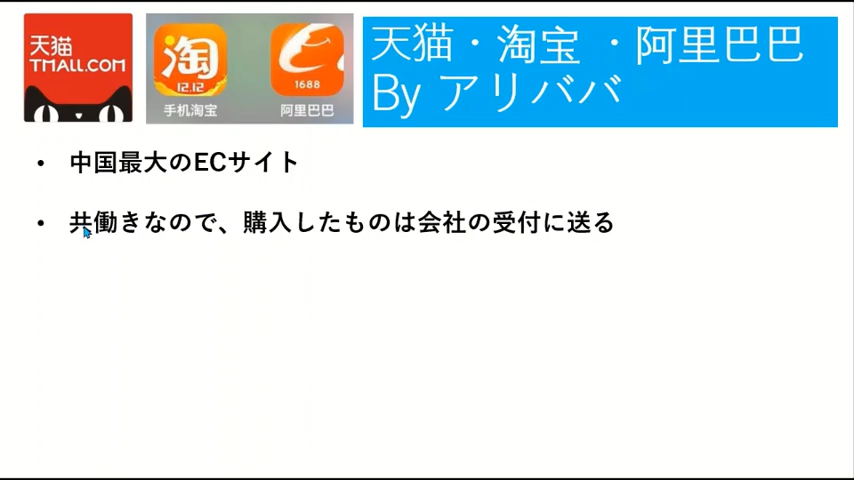 天猫
TMALL.COM
淘
12.12
手机淘宝
1688
阿里巴巴
天猫・淘宝 ・阿里巴巴
By アリババ
• 中国最大のECサイト
• 共働きなので、購入したものは会社の受付に送る